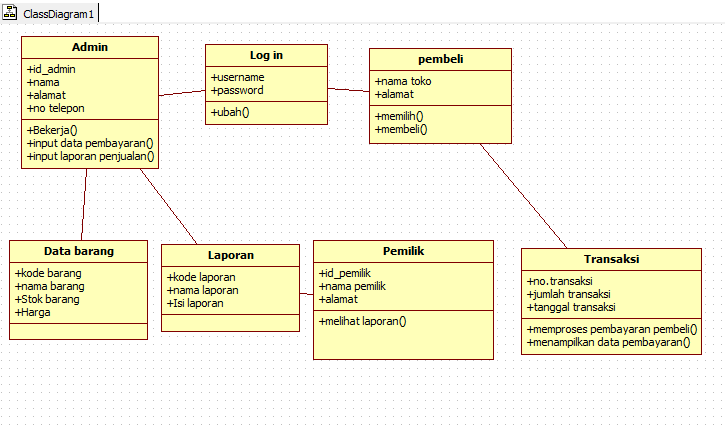 ClassDiagram1
Admin
+id_admin
+nama
+alamat
+no telepon
+Bekerja()
+input data pembayaran()
+input laporan penjualan()
Log in
+username
+password
+ubah()
pembeli
+nama toko
+alamat
+memilih()
+membeli()
Data barang
+kode barang
+nama barang
+Stok barang
+Harga
Laporan
+kode laporan
+nama laporan
+Isi laporan
Pemilik
+id_pemilik
+nama pemilik
+alamat
+melihat laporan()
Transaksi
+no.transaksi
+jumlah transaksi
+tanggal transaksi
+memproses pembayaran pembeli()
+menampilkan data pembayaran()